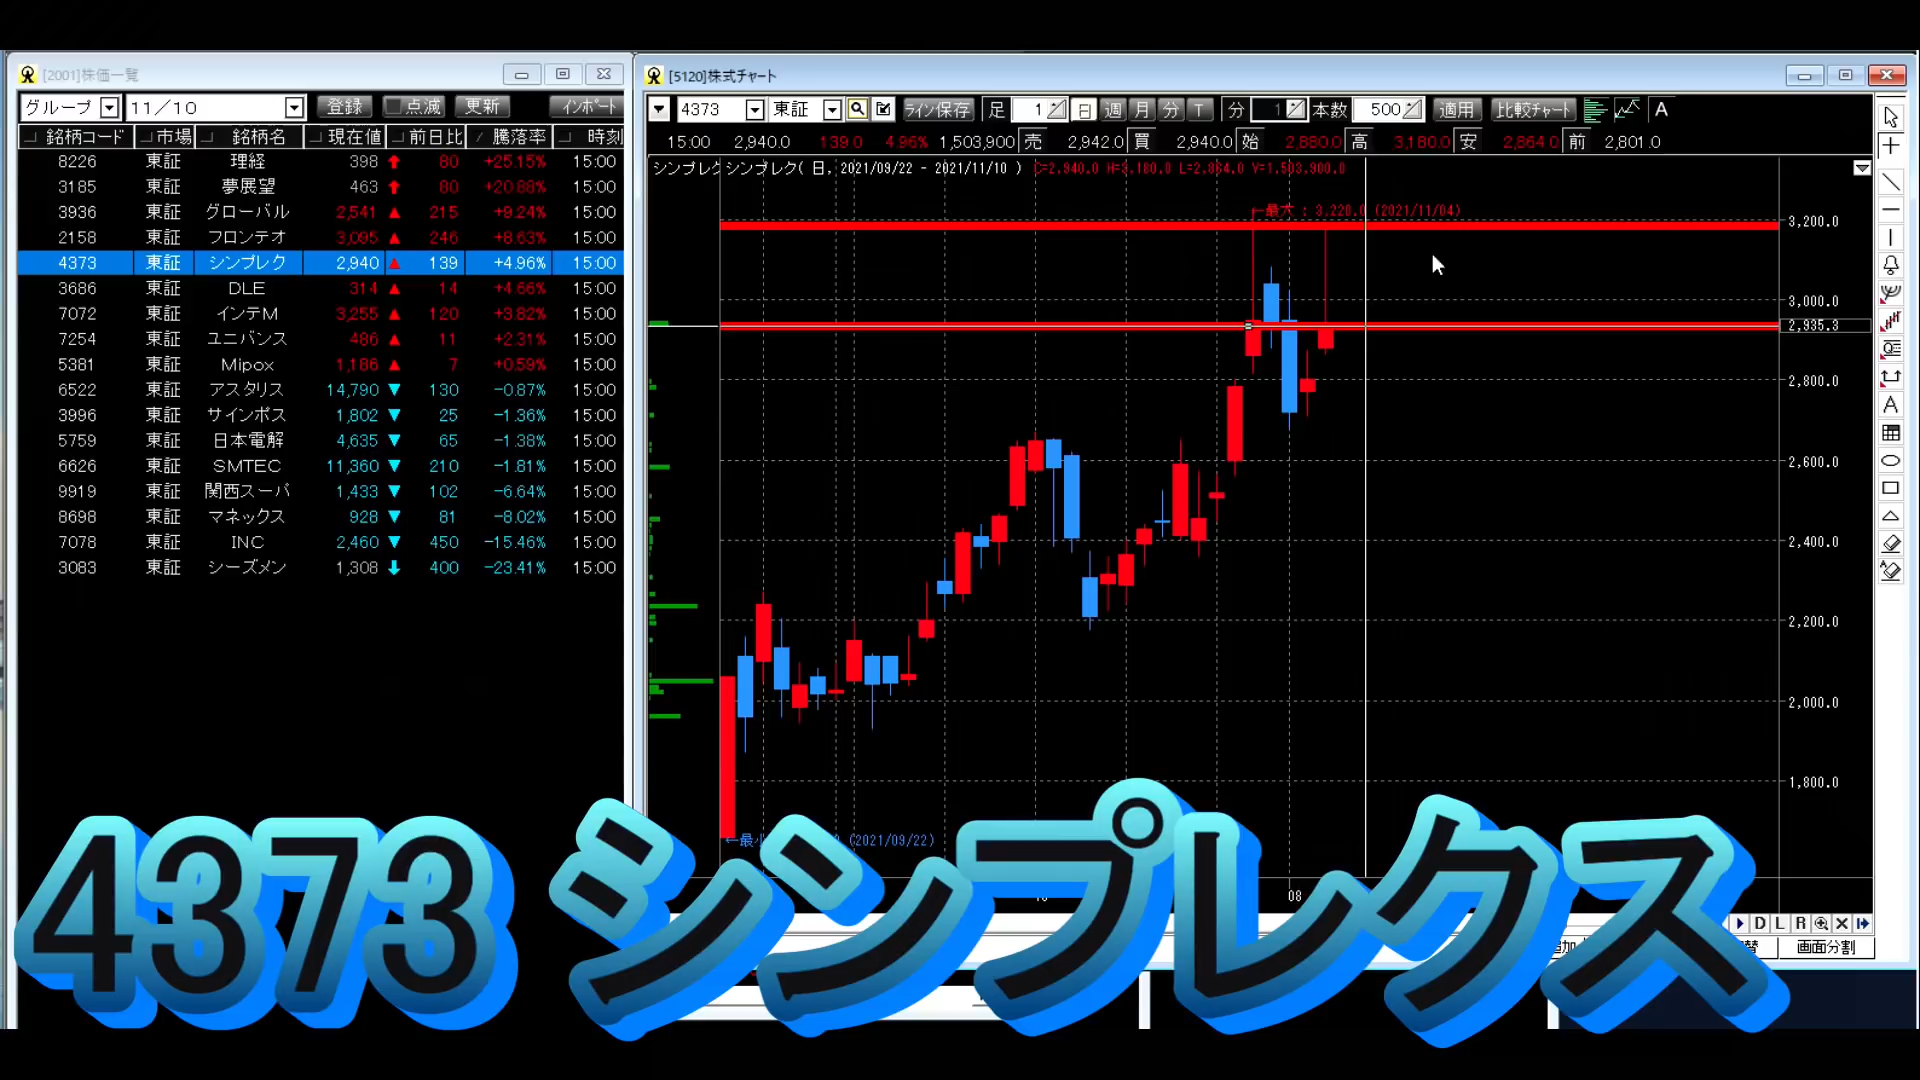 [2001]株価一覧
グループ 11/10 登録 点滅 更新 インポート
銘柄コード 市場 銘柄名 現在値 前日比 騰落率 時刻
8226 東証 理経 398 ⬆ 80 +25.15% 15:00
3185 東証 夢展望 463 ⬆ 80 +20.88% 15:00
3936 東証 グローバル 2,541 ▲ 215 +9.24% 15:00
2158 東証 フロンテオ 3,095 ▲ 246 +8.63% 15:00
4373 東証 シンプレク 2,940 ▲ 139 +4.96% 15:00
3686 東証 DLE 314 ▲ 14 +4.66% 15:00
7072 東証 インテM 3,255 ▲ 120 +3.82% 15:00
7254 東証 ユニバンス 486 ▲ 11 +2.31% 15:00
5381 東証 Mipox 1,186 ▲ 7 +0.59% 15:00
6522 東証 アスタリス 14,790 ▼ 130 -0.87% 15:00
3996 東証 サインポス 1,802 ▼ 25 -1.36% 15:00
5759 東証 日本電解 4,635 ▼ 65 -1.38% 15:00
6626 東証 SMTEC 11,360 ▼ 210 -1.81% 15:00
9919 東証 関西スーパ 1,433 ▼ 102 -6.64% 15:00
8698 東証 マネックス 928 ▼ 81 -8.02% 15:00
7078 東証 INC 2,460 ▼ 450 -15.46% 15:00
3083 東証 シーズメン 1,308 ⬇ 400 -23.41% 15:00
[5120]株式チャート
4373 東証 ライン保存 足 1 日 週 月 分 T 分 1 本数 500 適用 比較チャート A
15:00 2,940.0 139.0 4.96% 1,503,900 売 2,942.0 買 2,940.0 始 2,880.0 高 3,180.0 安 2,864.0 前 2,801.0
シンプレク シンプレク( 日, 2021/09/22 - 2021/11/10 ) C=2,940.0 H=3,180.0 L=2,864.0 V=1,503,900.0
←最大 : 3,220.0 (2021/11/04)
3,200.0
3,000.0
2,935.3
2,800.0
2,600.0
2,400.0
2,200.0
2,000.0
1,800.0
(2021/09/22)
08
D L R
画面分割
4373 シンプレクス